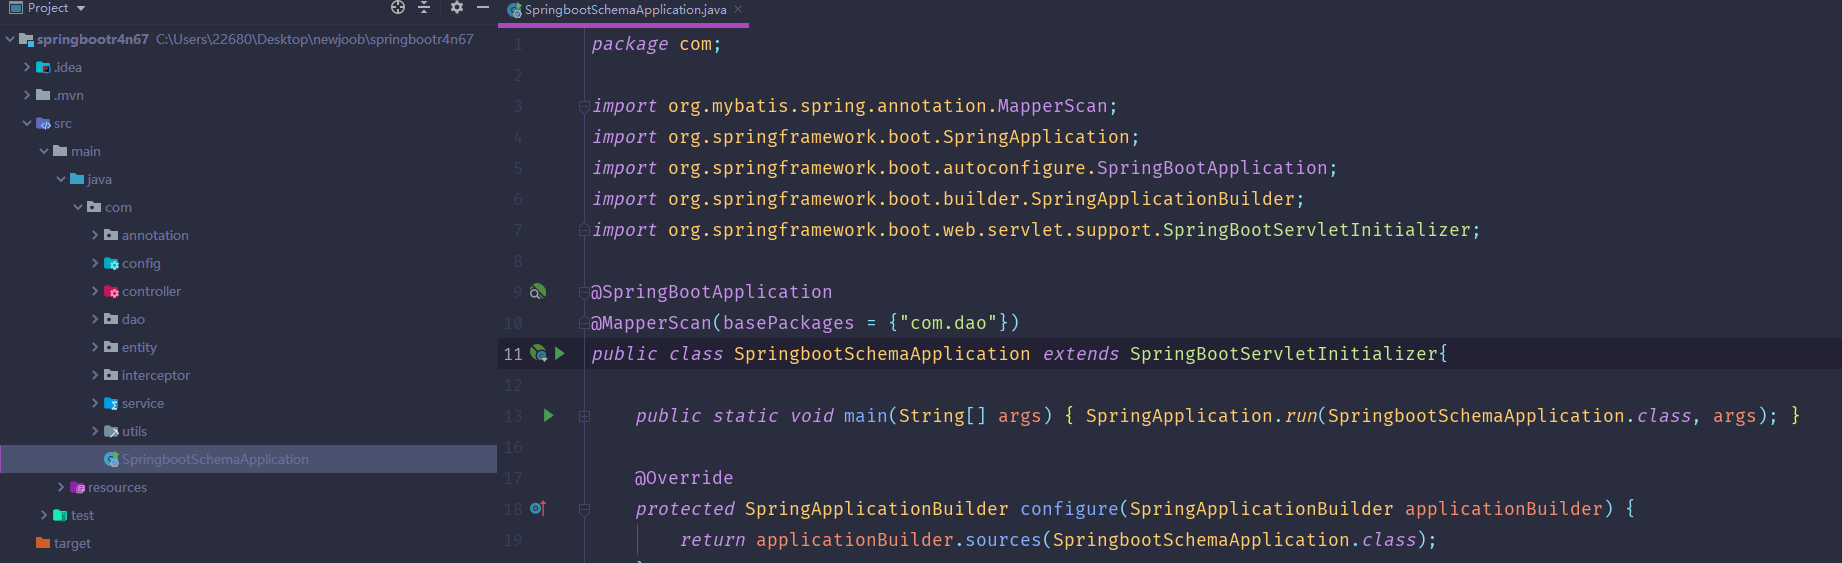 Project
springbootr4n67 C:\Users\22680\Desktop\newjoob\springbootr4n67
.idea
.mvn
src
main
java
com
annotation
config
controller
dao
entity
interceptor
service
utils
SpringbootSchemaApplication
resources
test
target
SpringbootSchemaApplication.java
1 package com;
2
3 import org.mybatis.spring.annotation.MapperScan;
4 import org.springframework.boot.SpringApplication;
5 import org.springframework.boot.autoconfigure.SpringBootApplication;
6 import org.springframework.boot.builder.SpringApplicationBuilder;
7 import org.springframework.boot.web.servlet.support.SpringBootServletInitializer;
8
9 @SpringBootApplication
10 @MapperScan(basePackages = {"com.dao"})
11 public class SpringbootSchemaApplication extends SpringBootServletInitializer{
12
13 public static void main(String[] args) { SpringApplication.run(SpringbootSchemaApplication.class, args); }
16
17 @Override
18 protected SpringApplicationBuilder configure(SpringApplicationBuilder applicationBuilder) {
19 return applicationBuilder.sources(SpringbootSchemaApplication.class);